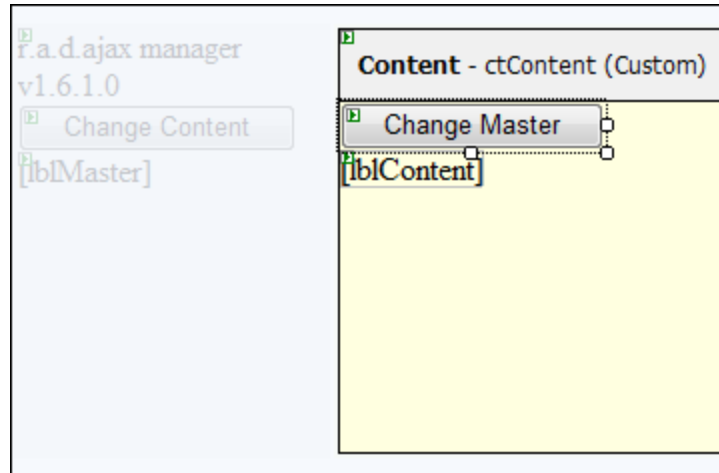 r.a.d.ajax manager
v1.6.1.0
Change Content
[lblMaster]
Content - ctContent (Custom)
Change Master
[lblContent]